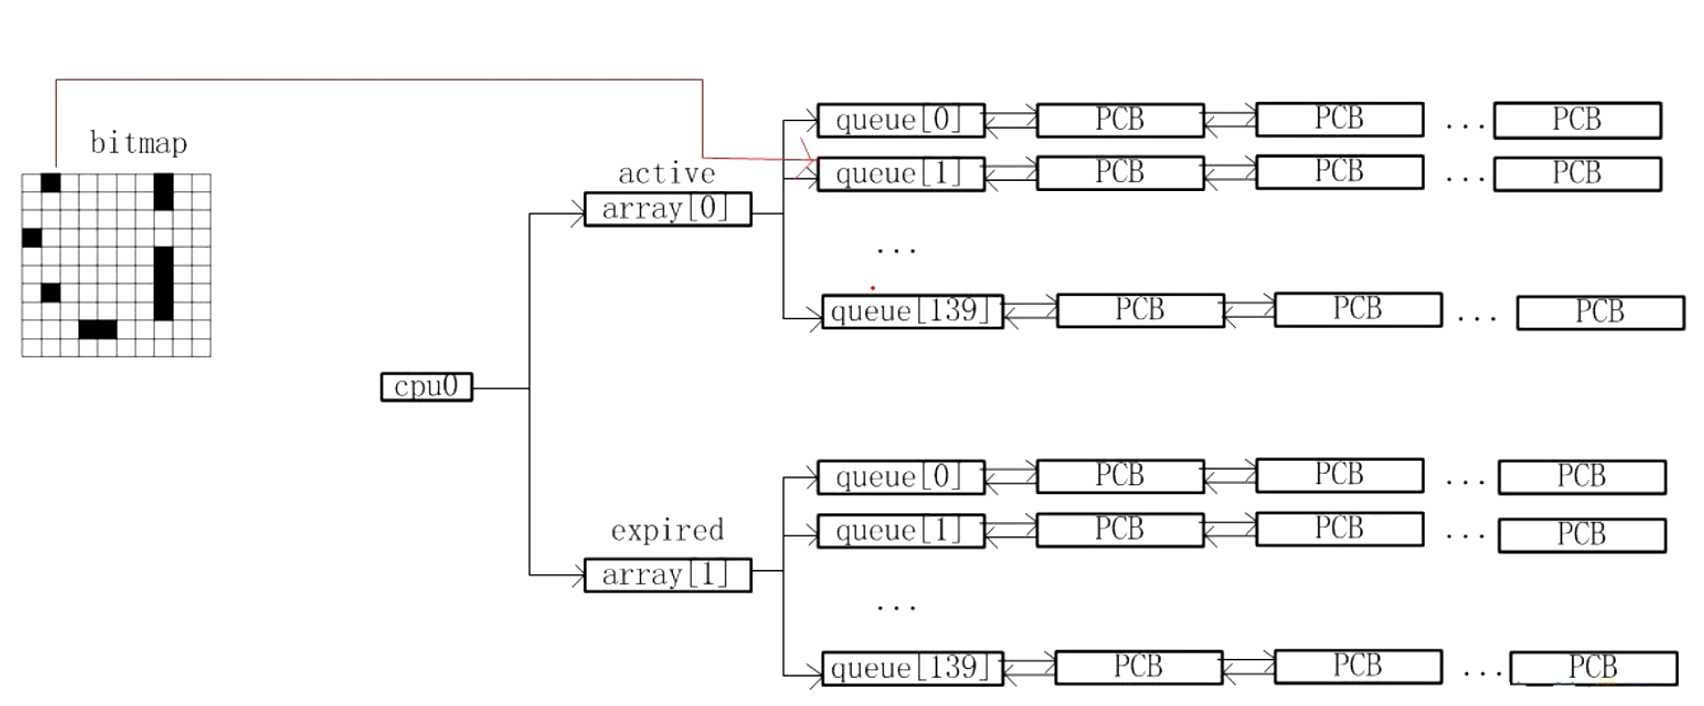 bitmap
active
array[0]
queue[0] PCB PCB ... PCB
queue[1] PCB PCB ... PCB
...
queue[139] PCB PCB ... PCB
cpu0
expired
array[1]
queue[0] PCB PCB ... PCB
queue[1] PCB PCB ... PCB
...
queue[139] PCB PCB ... PCB